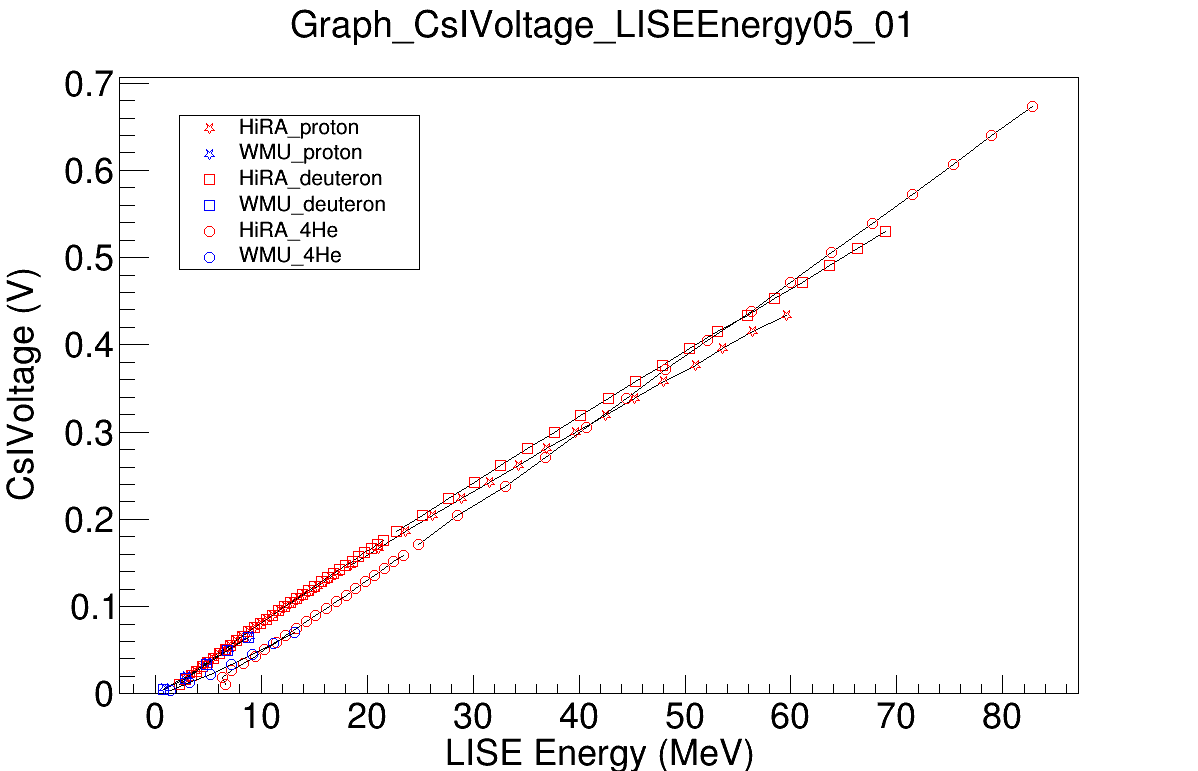 Graph_CsIVoltage_LISEEnergy05_01
CsIVoltage (V)
0.7
0.6
0.5
0.4
0.3
0.2
0.1
0
HiRA_proton
WMU_proton
HiRA_deuteron
WMU_deuteron
HiRA_4He
WMU_4He
0 10 20 30 40 50 60 70 80
LISE Energy (MeV)